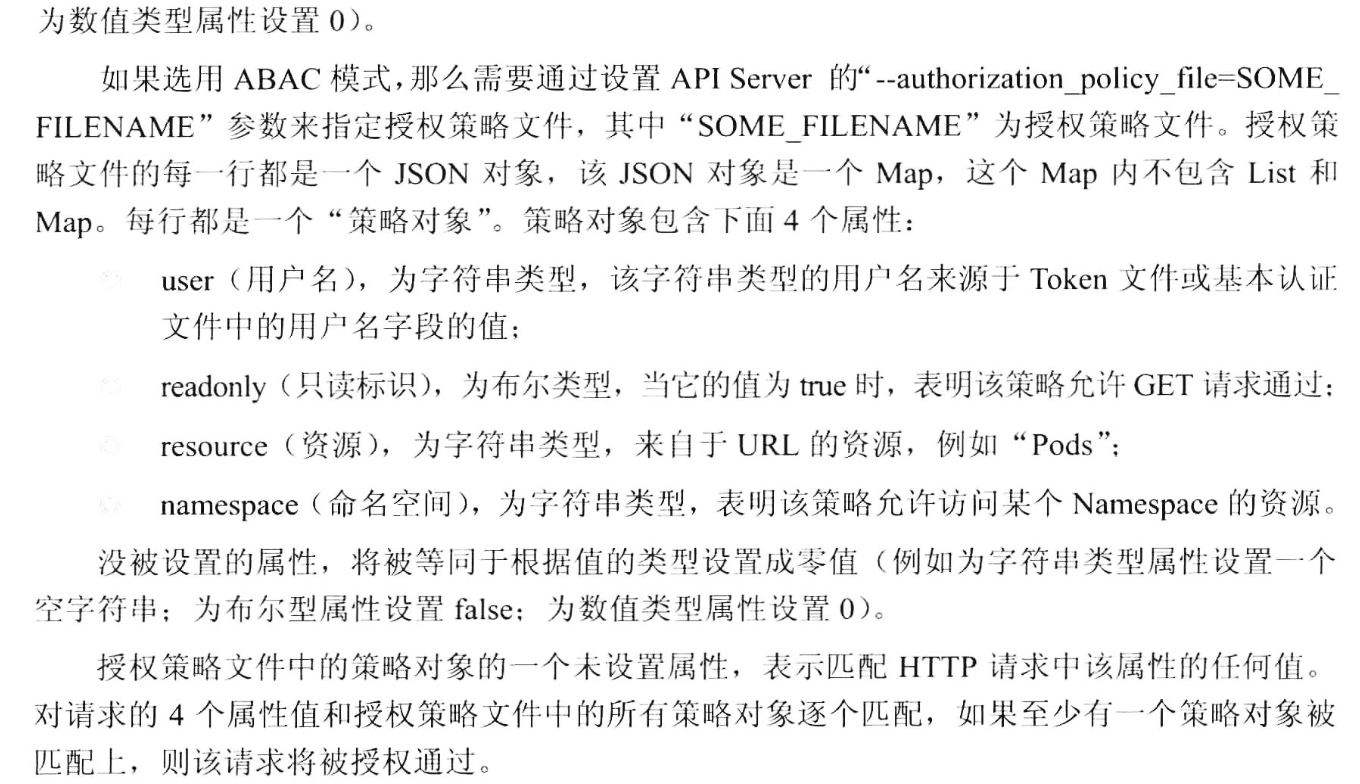 为数值类型属性设置 0）。
如果选用 ABAC 模式，那么需要通过设置 API Server 的“--authorization_policy_file=SOME_
FILENAME”参数来指定授权策略文件，其中“SOME_FILENAME”为授权策略文件。授权策
略文件的每一行都是一个 JSON 对象，该 JSON 对象是一个 Map，这个 Map 内不包含 List 和
Map。每行都是一个“策略对象”。策略对象包含下面 4 个属性：
user（用户名），为字符串类型，该字符串类型的用户名来源于 Token 文件或基本认证
文件中的用户名字段的值；
readonly（只读标识），为布尔类型，当它的值为 true 时，表明该策略允许 GET 请求通过；
resource（资源），为字符串类型，来自于 URL 的资源，例如“Pods”；
namespace（命名空间），为字符串类型，表明该策略允许访问某个 Namespace 的资源。
没被设置的属性，将被等同于根据值的类型设置成零值（例如为字符串类型属性设置一个
空字符串；为布尔型属性设置 false；为数值类型属性设置 0）。
授权策略文件中的策略对象的一个未设置属性，表示匹配 HTTP 请求中该属性的任何值。
对请求的 4 个属性值和授权策略文件中的所有策略对象逐个匹配，如果至少有一个策略对象被
匹配上，则该请求将被授权通过。